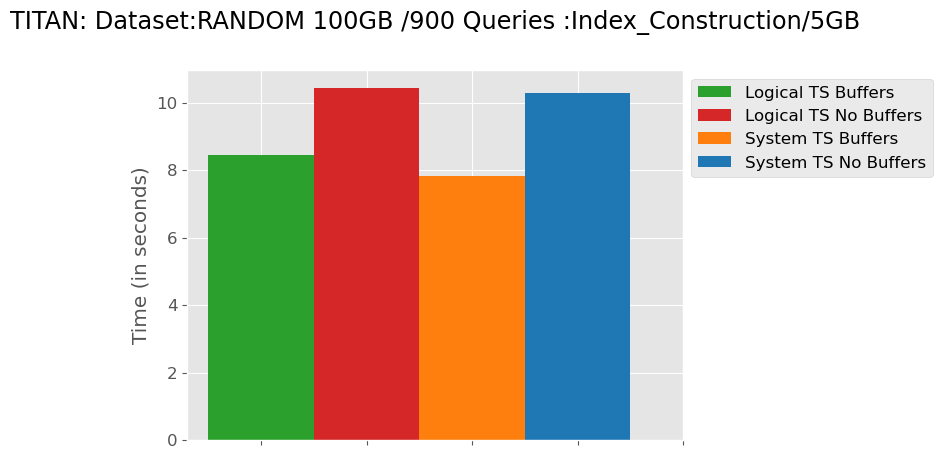 TITAN: Dataset:RANDOM 100GB /900 Queries :Index_Construction/5GB
Logical TS Buffers
Logical TS No Buffers
System TS Buffers
System TS No Buffers
Time (in seconds)
10
8
6
4
2
0